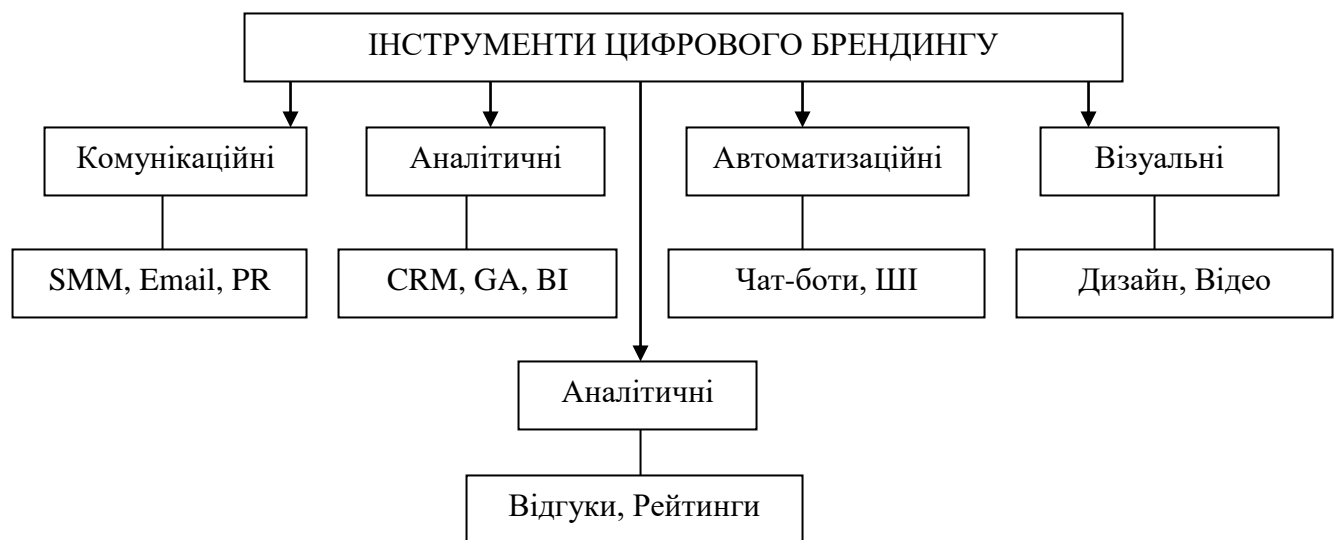 ІНСТРУМЕНТИ ЦИФРОВОГО БРЕНДИНГУ
Комунікаційні
Аналітичні
Автоматизаційні
Візуальні
SMM, Email, PR
CRM, GA, BI
Чат-боти, ШІ
Дизайн, Відео
Аналітичні
Відгуки, Рейтинги